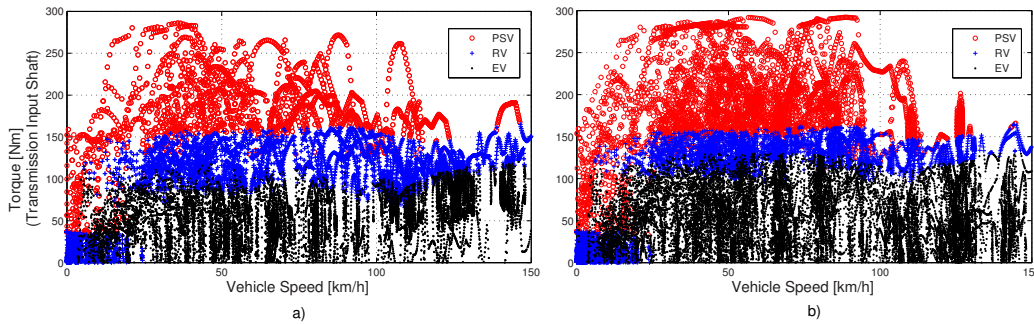 300
250
200
150
100
50
0
Torque [Nm]
(Transmission Input Shaft)
PSV
RV
EV
0 50 100 150
Vehicle Speed [km/h]
a)
300
250
200
150
100
50
0
PSV
RV
EV
0 50 100 150
Vehicle Speed [km/h]
b)